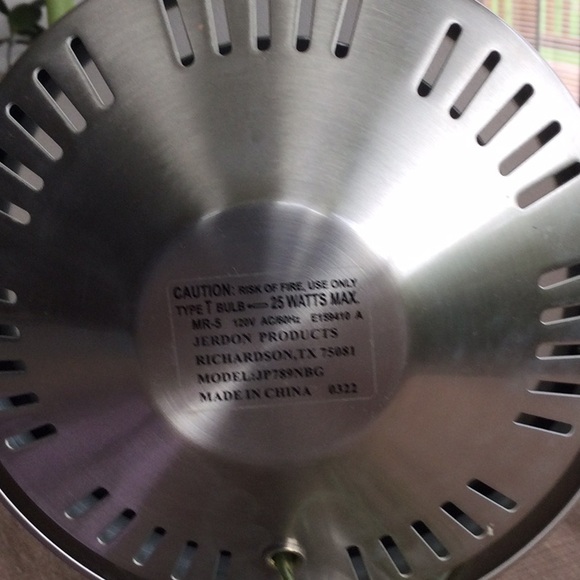 CAUTION: RISK OF FIRE, USE ONLY
TYPE T BULB 25 WATTS MAX.
MR-5 120V AC/60Hz E159410 A
JERDON PRODUCTS
RICHARDSON,TX 75081
MODEL:JP789NBG
MADE IN CHINA 0322